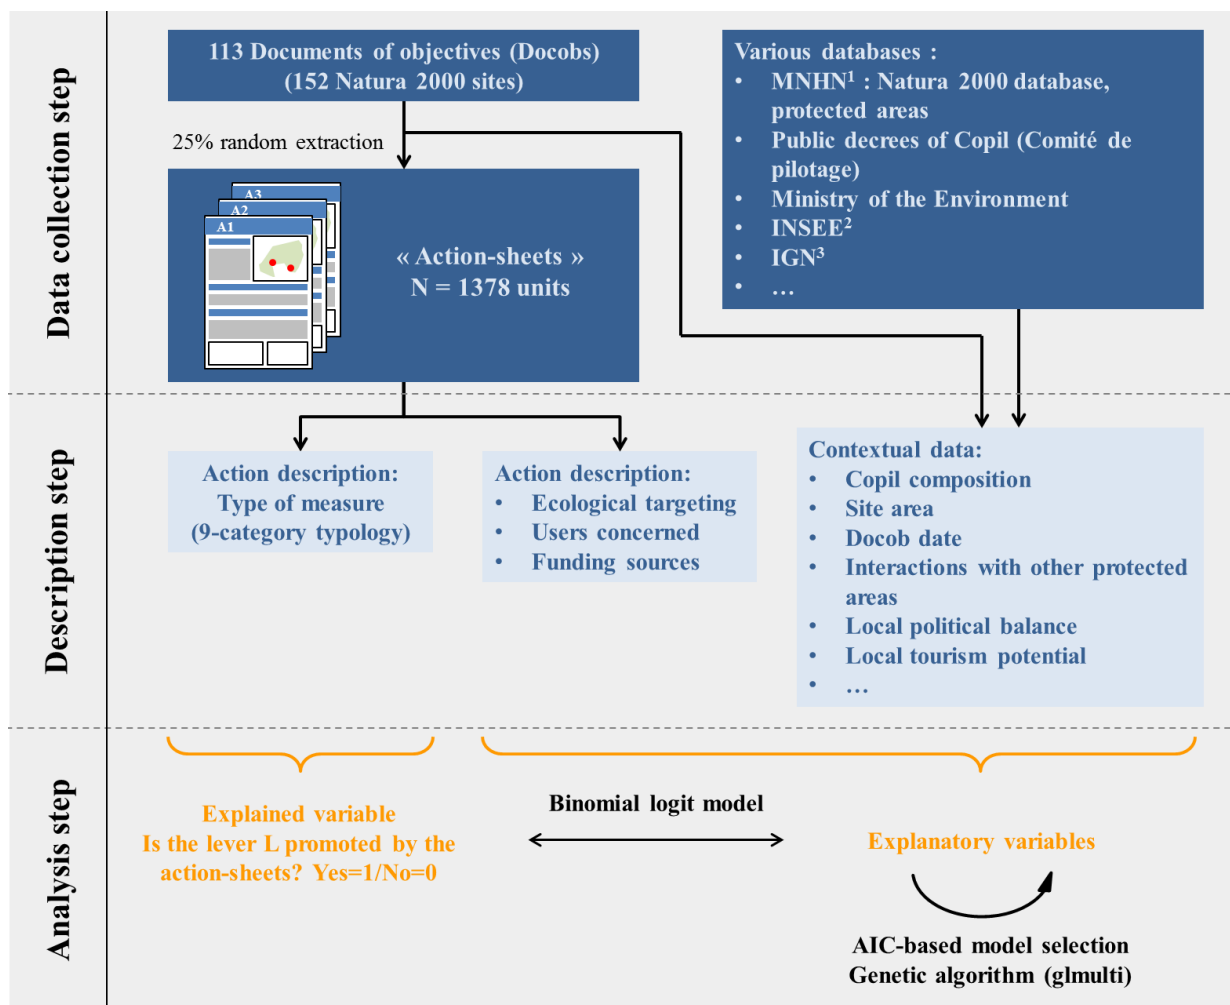 Data collection step
113 Documents of objectives (Docobs)
(152 Natura 2000 sites)
25% random extraction
A3
A2
A1
« Action-sheets »
N = 1378 units
Various databases :
• MNHN¹ : Natura 2000 database,
protected areas
• Public decrees of Copil (Comité de
pilotage)
• Ministry of the Environment
• INSEE²
• IGN³
• …
Description step
Action description:
Type of measure
(9-category typology)
Action description:
• Ecological targeting
• Users concerned
• Funding sources
Contextual data:
• Copil composition
• Site area
• Docob date
• Interactions with other protected
areas
• Local political balance
• Local tourism potential
• …
Analysis step
Explained variable
Is the lever L promoted by the
action-sheets? Yes=1/No=0
Binomial logit model
Explanatory variables
AIC-based model selection
Genetic algorithm (glmulti)